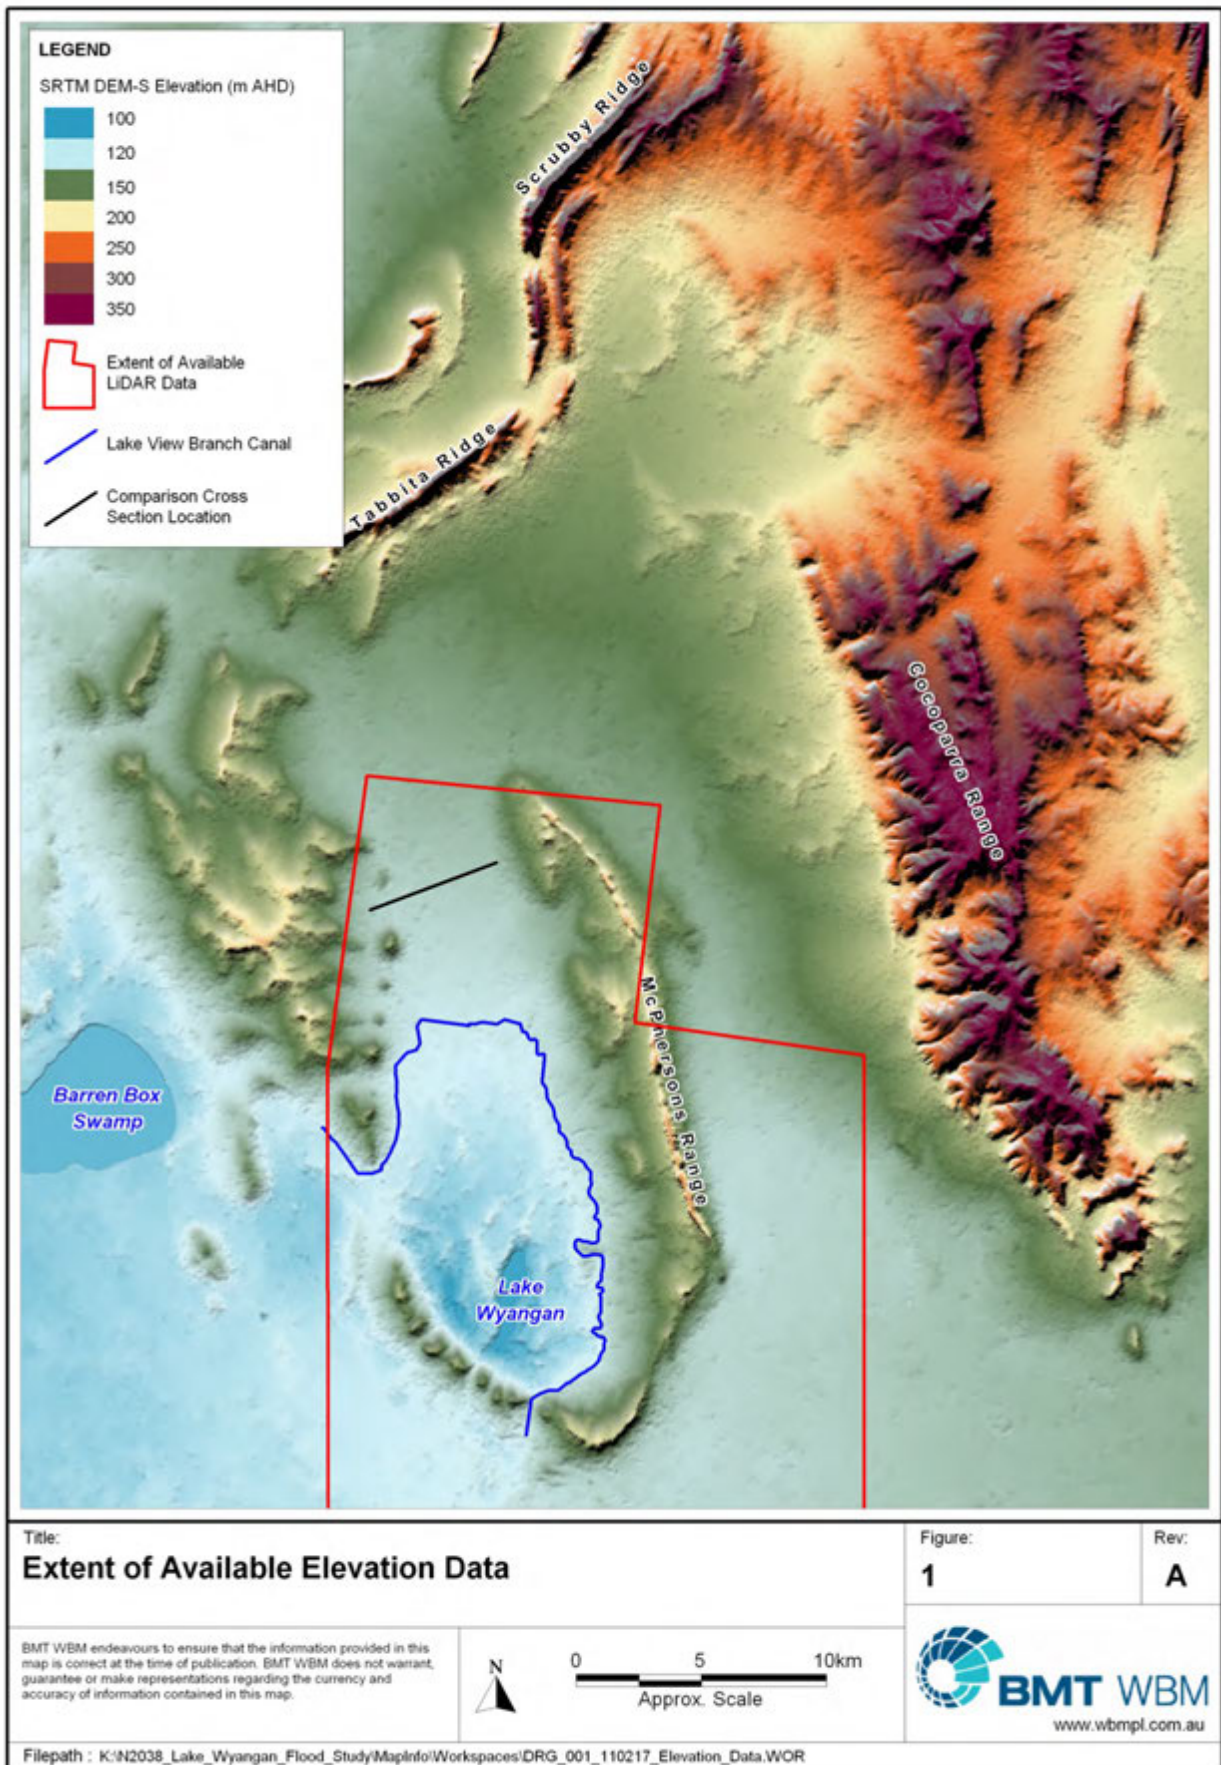 LEGEND
SRTM DEM-S Elevation (m AHD)
100
120
150
200
250
300
350
Extent of Available
LiDAR Data
Lake View Branch Canal
Comparison Cross
Section Location
Scrubby Ridge
Tabbita Ridge
Cocoparra Range
McPhersons Range
Barren Box
Swamp
Lake
Wyangan
Title:
Extent of Available Elevation Data
Figure:
1
Rev:
A
BMT WBM endeavours to ensure that the information provided in this
map is correct at the time of publication. BMT WBM does not warrant,
guarantee or make representations regarding the currency and
accuracy of information contained in this map.
N
0 5 10km
Approx. Scale
BMT WBM
www.wbmpl.com.au
Filepath : K:\N2038_Lake_Wyangan_Flood_Study\MapInfo\Workspaces\DRG_001_110217_Elevation_Data.WOR